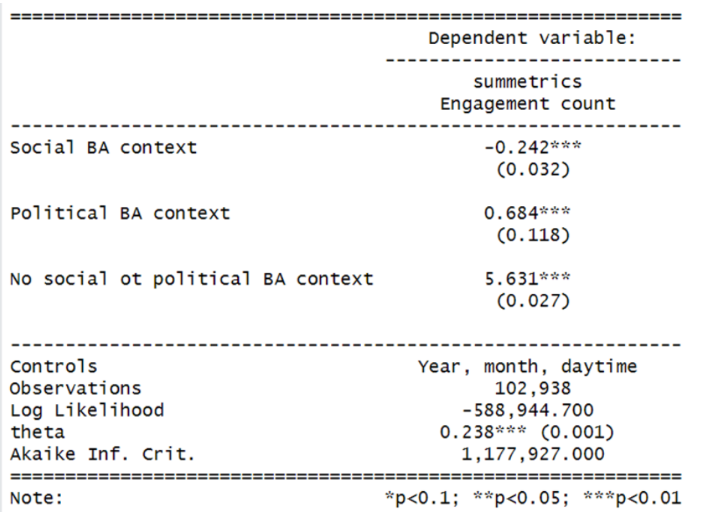 ===============================================================
Dependent variable:
---------------------------
summetrics
Engagement count
---------------------------------------------------------------
Social BA context -0.242***
(0.032)
Political BA context 0.684***
(0.118)
No social ot political BA context 5.631***
(0.027)
---------------------------------------------------------------
Controls Year, month, daytime
Observations 102,938
Log Likelihood -588,944.700
theta 0.238*** (0.001)
Akaike Inf. Crit. 1,177,927.000
===============================================================
Note: *p<0.1; **p<0.05; ***p<0.01